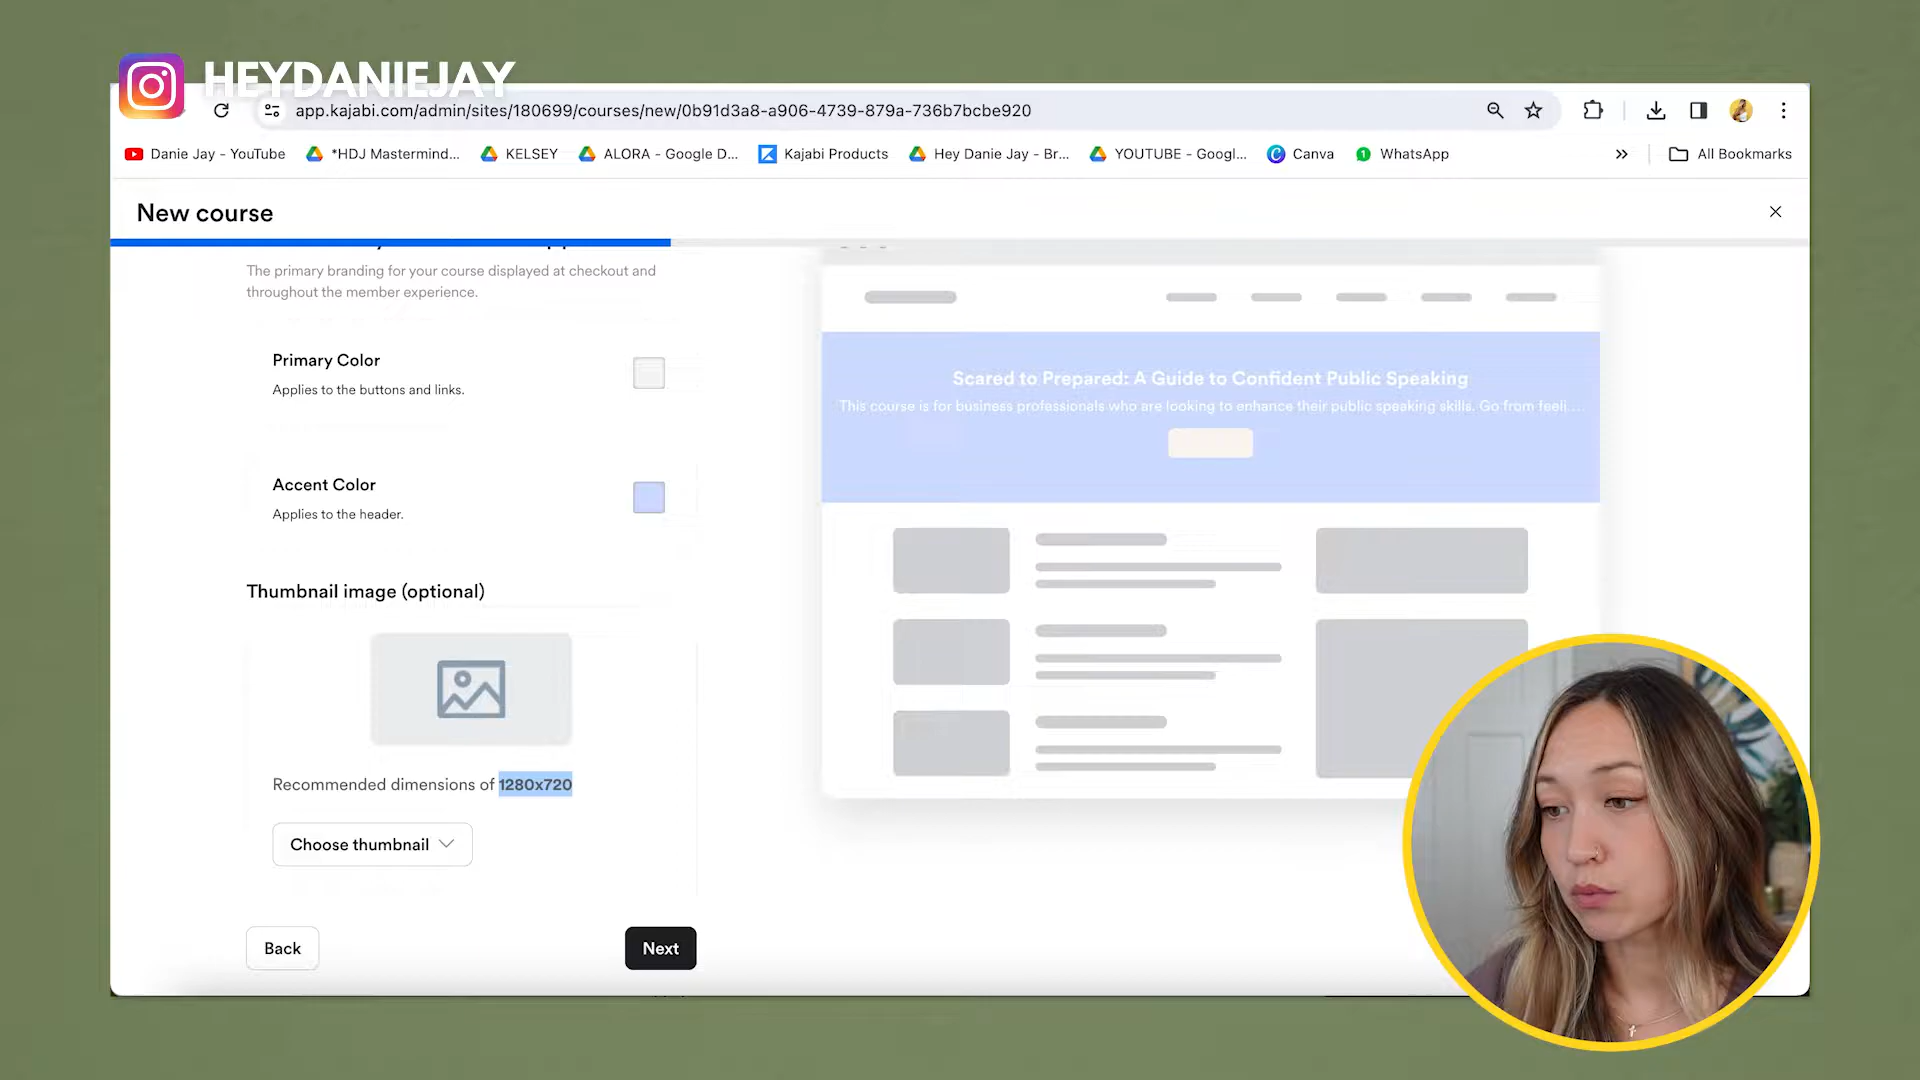 HEYDANIEJAY
app.kajabi.com/admin/sites/180699/courses/new/0b91d3a8-a906-4739-879a-736b7bcbe920
Danie Jay - YouTube
*HDJ Mastermind...
KELSEY
ALORA - Google D...
Kajabi Products
Hey Danie Jay - Br...
YOUTUBE - Googl...
Canva
1
WhatsApp
All Bookmarks
New course
The primary branding for your course displayed at checkout and
throughout the member experience.
Primary Color
Applies to the buttons and links.
Accent Color
Applies to the header.
Thumbnail image (optional)
Recommended dimensions of 1280x720
Choose thumbnail
Back
Next
Scared to Prepared: A Guide to Confident Public Speaking
This course is for business professionals who are looking to enhance their public speaking skills. Go from feeli...